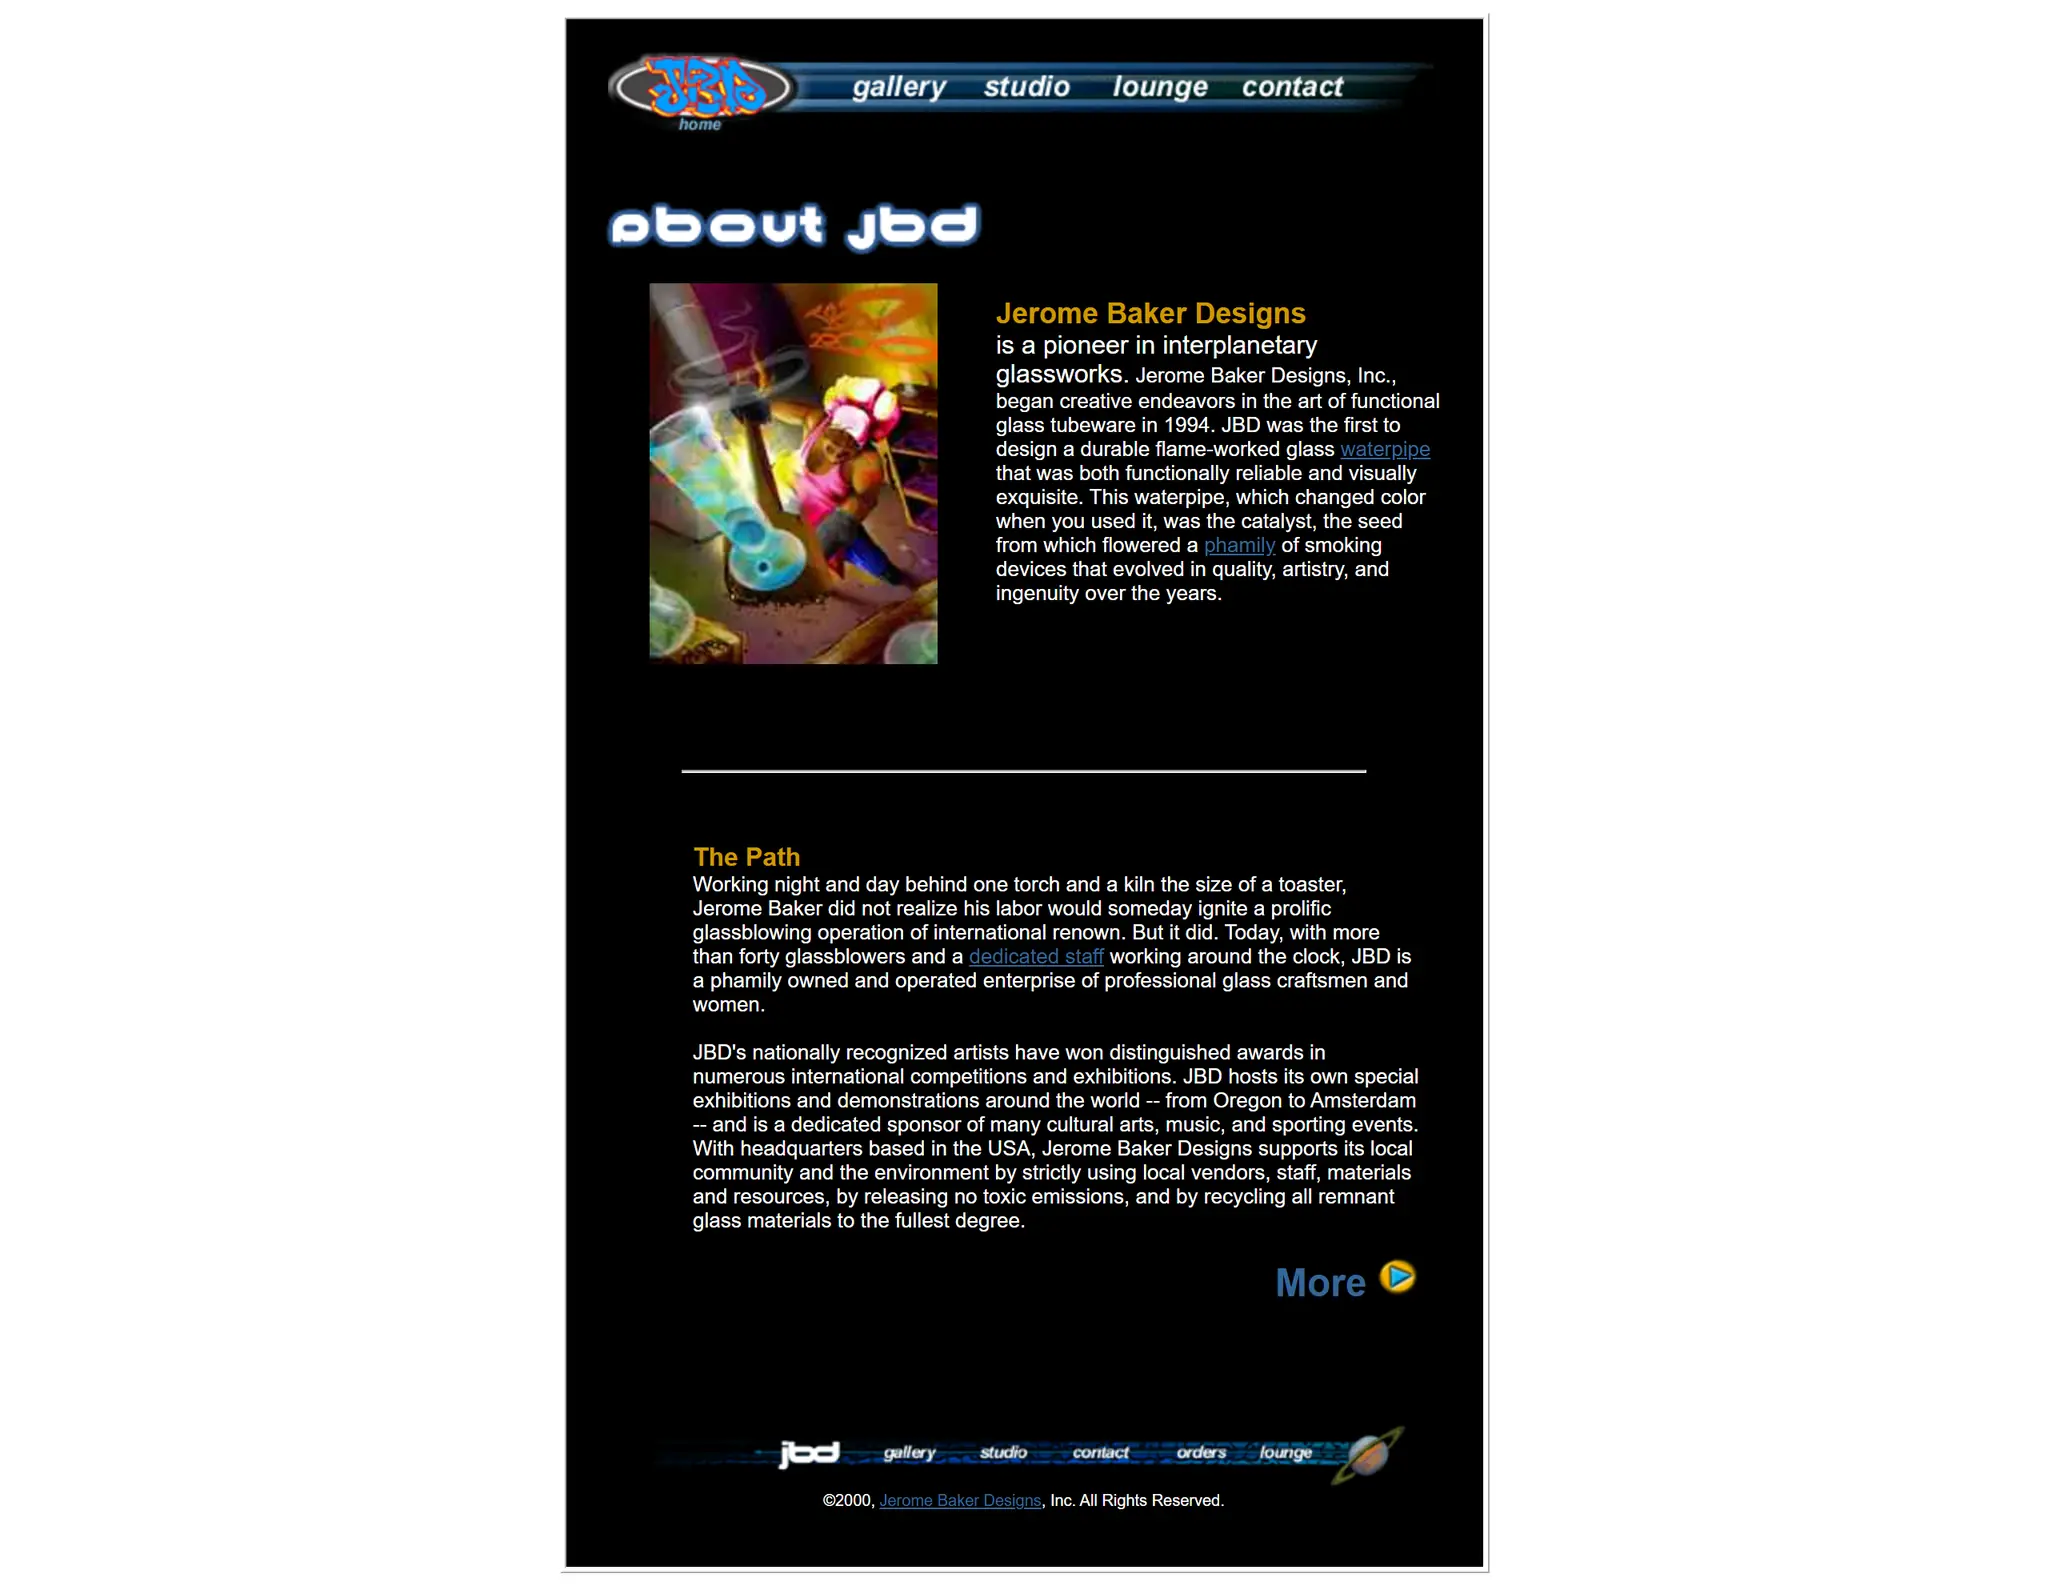 JBD
home
gallery studio lounge contact
about jbd
Jerome Baker Designs
is a pioneer in interplanetary
glassworks. Jerome Baker Designs, Inc.,
began creative endeavors in the art of functional
glass tubeware in 1994. JBD was the first to
design a durable flame-worked glass waterpipe
that was both functionally reliable and visually
exquisite. This waterpipe, which changed color
when you used it, was the catalyst, the seed
from which flowered a phamily of smoking
devices that evolved in quality, artistry, and
ingenuity over the years.
The Path
Working night and day behind one torch and a kiln the size of a toaster,
Jerome Baker did not realize his labor would someday ignite a prolific
glassblowing operation of international renown. But it did. Today, with more
than forty glassblowers and a dedicated staff working around the clock, JBD is
a phamily owned and operated enterprise of professional glass craftsmen and
women.
JBD's nationally recognized artists have won distinguished awards in
numerous international competitions and exhibitions. JBD hosts its own special
exhibitions and demonstrations around the world -- from Oregon to Amsterdam
-- and is a dedicated sponsor of many cultural arts, music, and sporting events.
With headquarters based in the USA, Jerome Baker Designs supports its local
community and the environment by strictly using local vendors, staff, materials
and resources, by releasing no toxic emissions, and by recycling all remnant
glass materials to the fullest degree.
More
jbd gallery studio contact orders lounge
©2000, Jerome Baker Designs, Inc. All Rights Reserved.